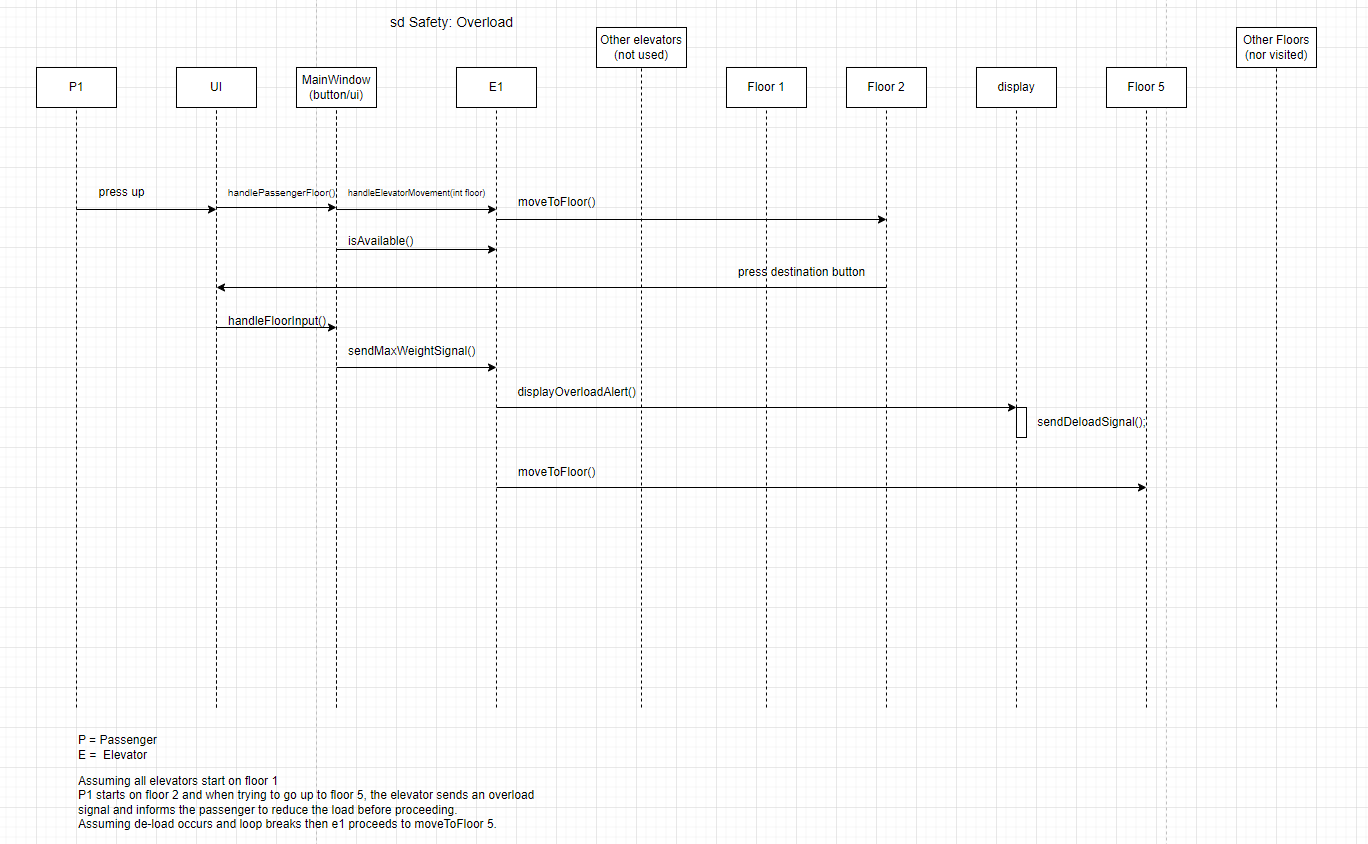 sd Safety: Overload
Other elevators
(not used)
Other Floors
(nor visited)
P1
UI
MainWindow
(button/ui)
E1
Floor 1
Floor 2
display
Floor 5
press up
handlePassengerFloor()
handleElevatorMovement(int floor)
moveToFloor()
isAvailable()
press destination button
handleFloorInput()
sendMaxWeightSignal()
displayOverloadAlert()
sendDeloadSignal();
moveToFloor()
P = Passenger
E = Elevator
Assuming all elevators start on floor 1
P1 starts on floor 2 and when trying to go up to floor 5, the elevator sends an overload
signal and informs the passenger to reduce the load before proceeding.
Assuming de-load occurs and loop breaks then e1 proceeds to moveToFloor 5.